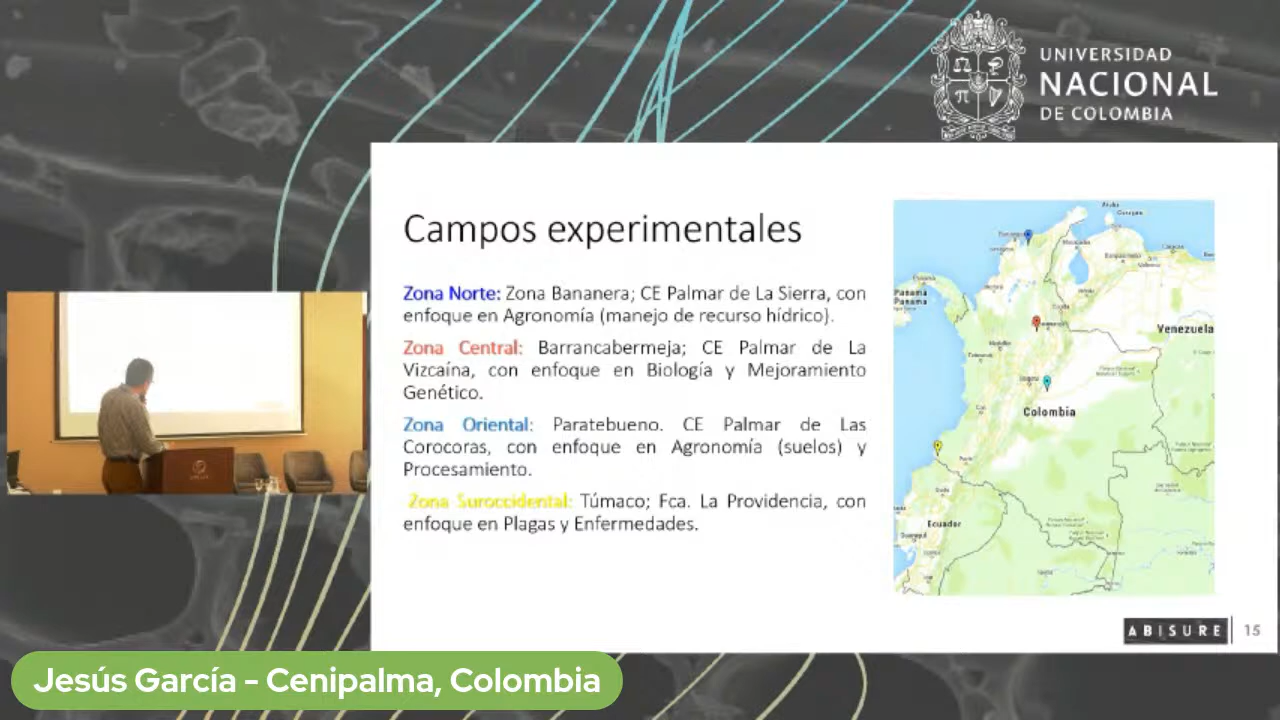 UNIVERSIDAD
NACIONAL
DE COLOMBIA
Campos experimentales
Zona Norte: Zona Bananera; CE Palmar de La Sierra, con
enfoque en Agronomía (manejo de recurso hídrico).
Zona Central: Barrancabermeja; CE Palmar de La
Vizcaína, con enfoque en Biología y Mejoramiento
Genético.
Zona Oriental: Paratebueno. CE Palmar de Las
Corocoras, con enfoque en Agronomía (suelos) y
Procesamiento.
Zona Suroccidental: Túmaco; Fca. La Providencia, con
enfoque en Plagas y Enfermedades.
Panamá
Panama
Venezuela
Colombia
Ecuador
ABISURE
15
Jesús García - Cenipalma, Colombia